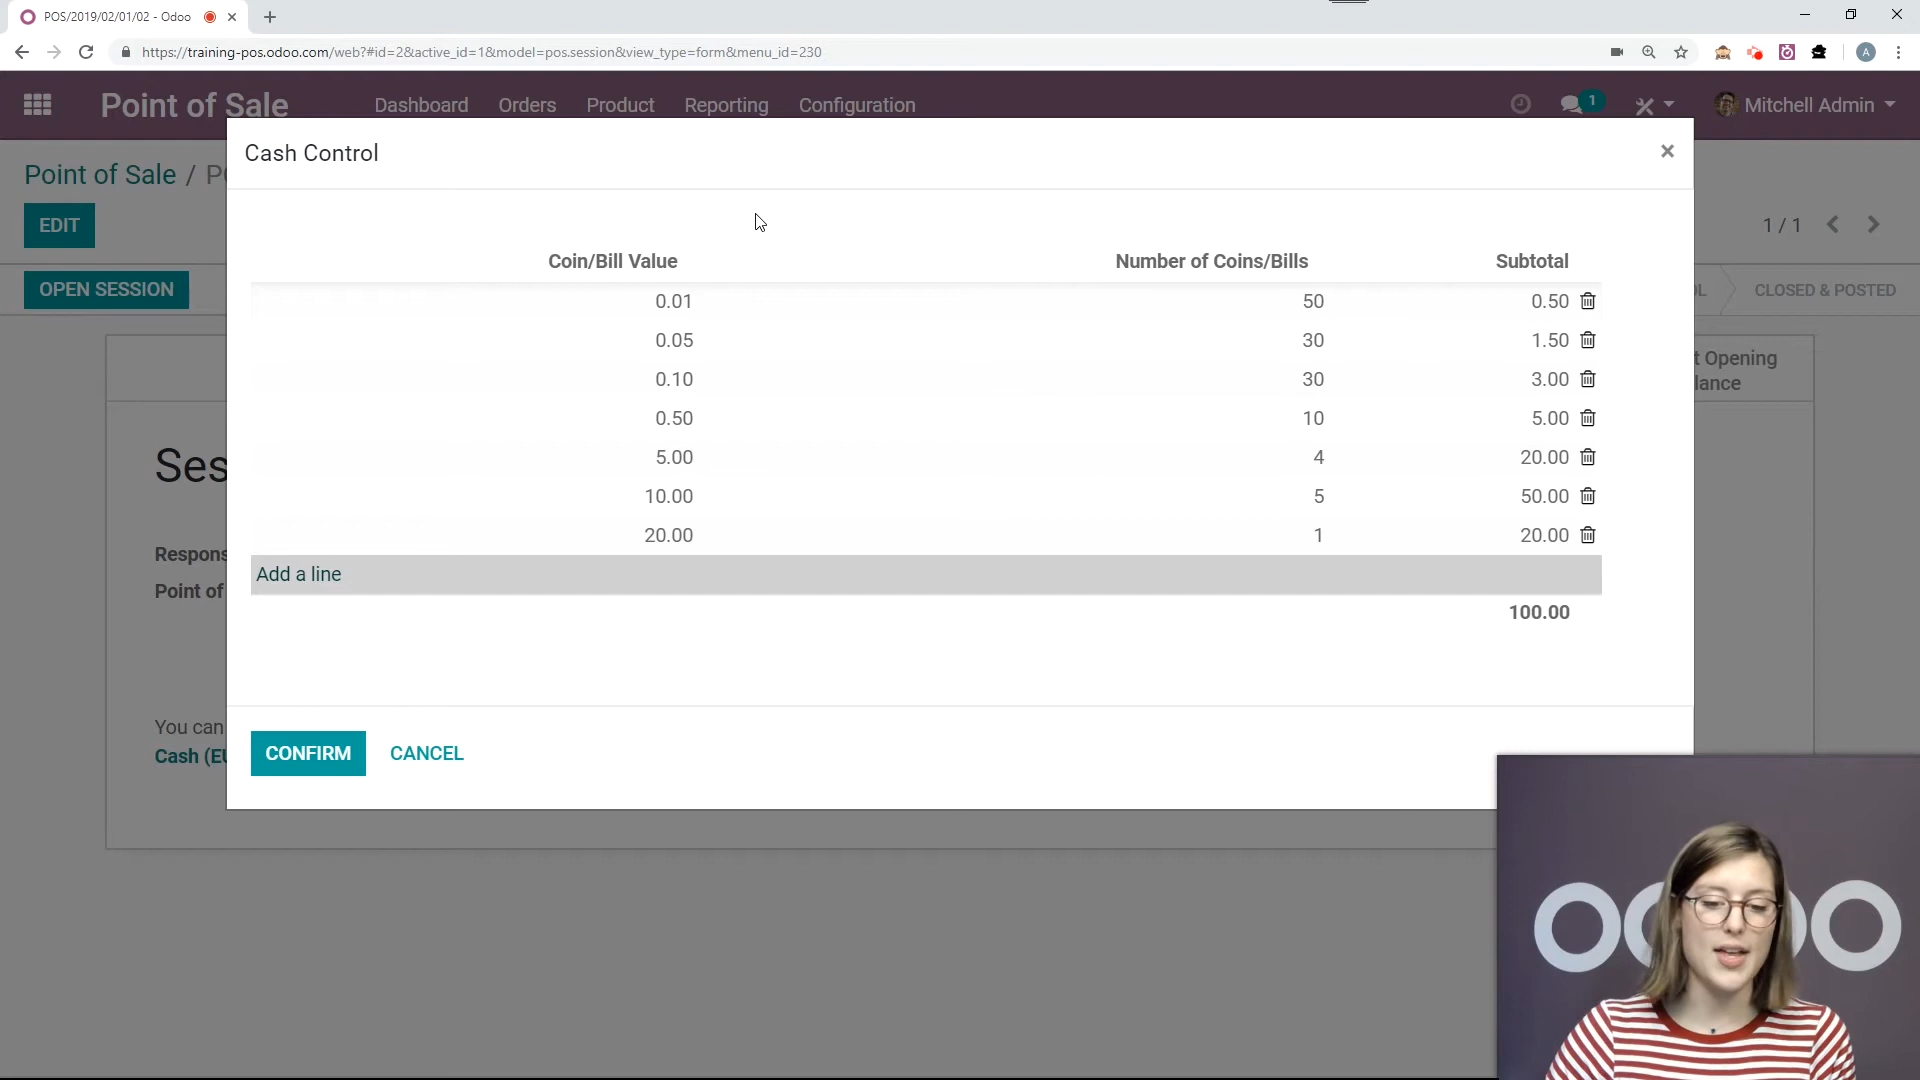 POS/2019/02/01/02 - Odoo
https://training-pos.odoo.com/web?#id=2&active_id=1&model=pos.session&view_type=form&menu_id=230
A
Point of Sale Dashboard Orders Product Reporting Configuration 1 Mitchell Admin
Point of Sale /
EDIT
1 / 1
OPEN SESSION
CLOSED & POSTED
Cash Control
×
Coin/Bill Value Number of Coins/Bills Subtotal
0.01 50 0.50
0.05 30 1.50
0.10 30 3.00
0.50 10 5.00
5.00 4 20.00
10.00 5 50.00
20.00 1 20.00
Add a line
100.00
CONFIRM CANCEL
Opening
Ses
Respons
Point of
You can
Cash (EU
odoo